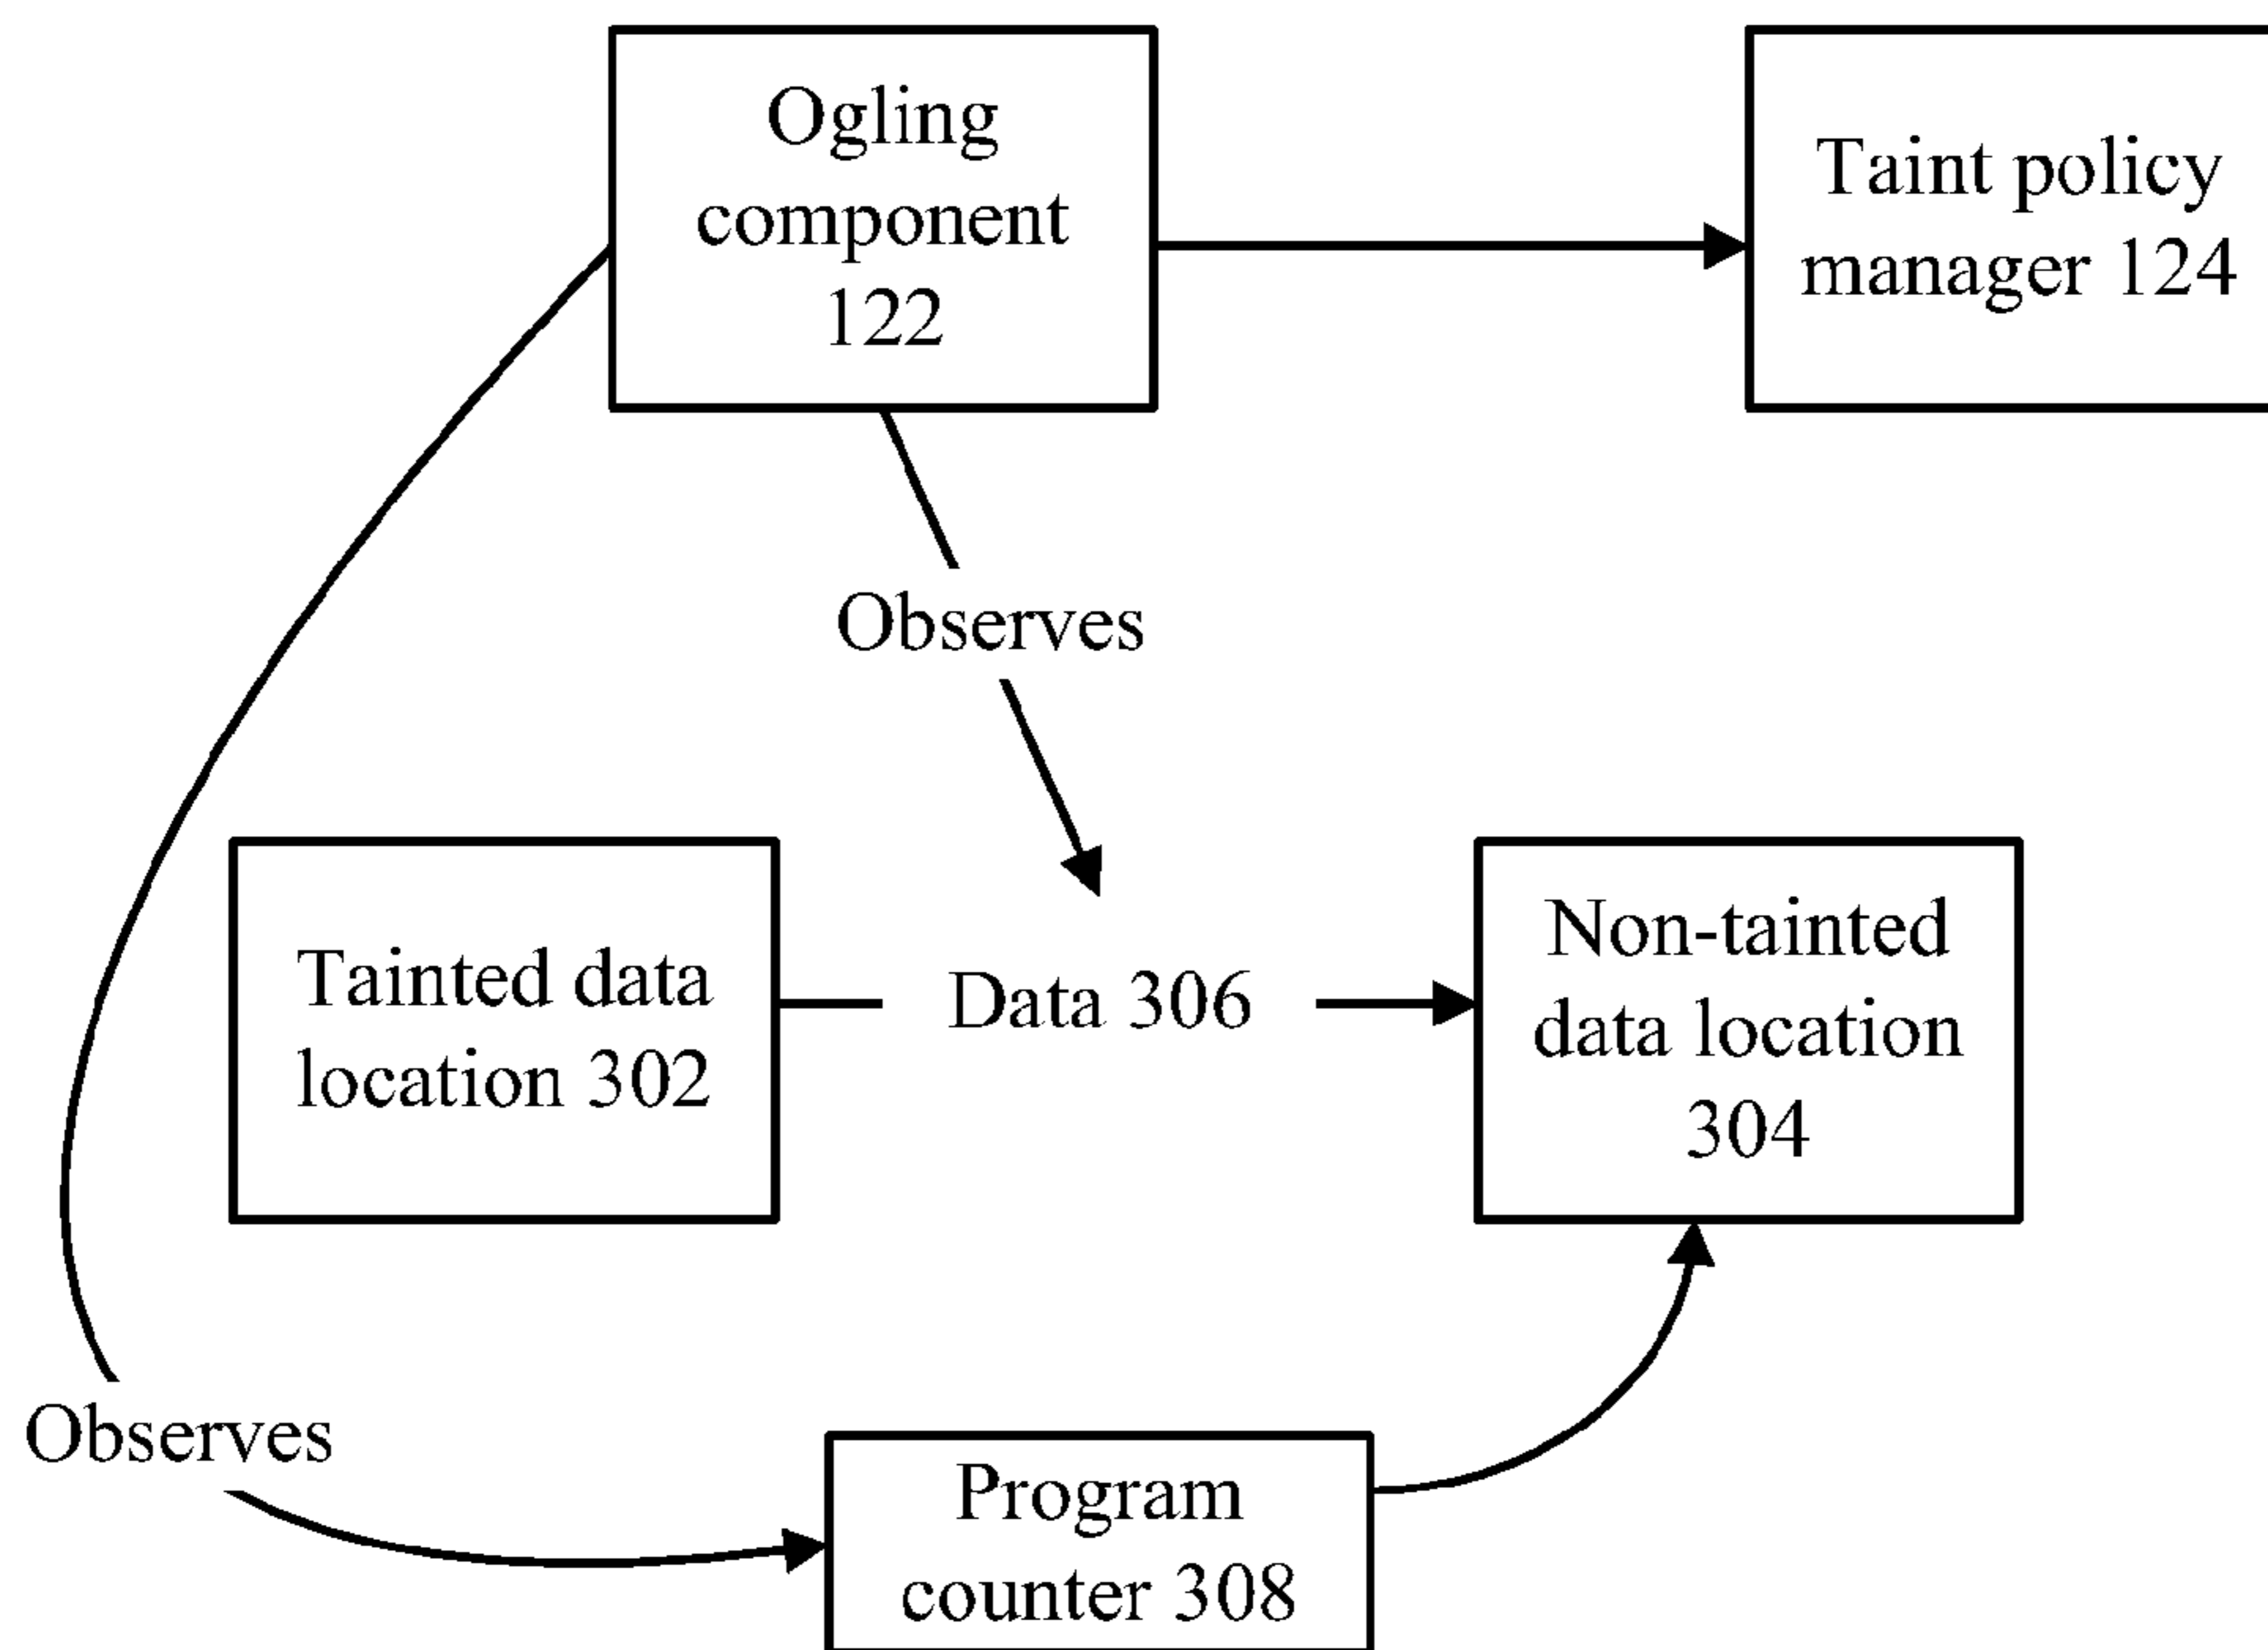 Ogling
component
122
Taint policy
manager 124
Observes
Tainted data
location 302
Data 306
Non-tainted
data location
304
Observes
Program
counter 308